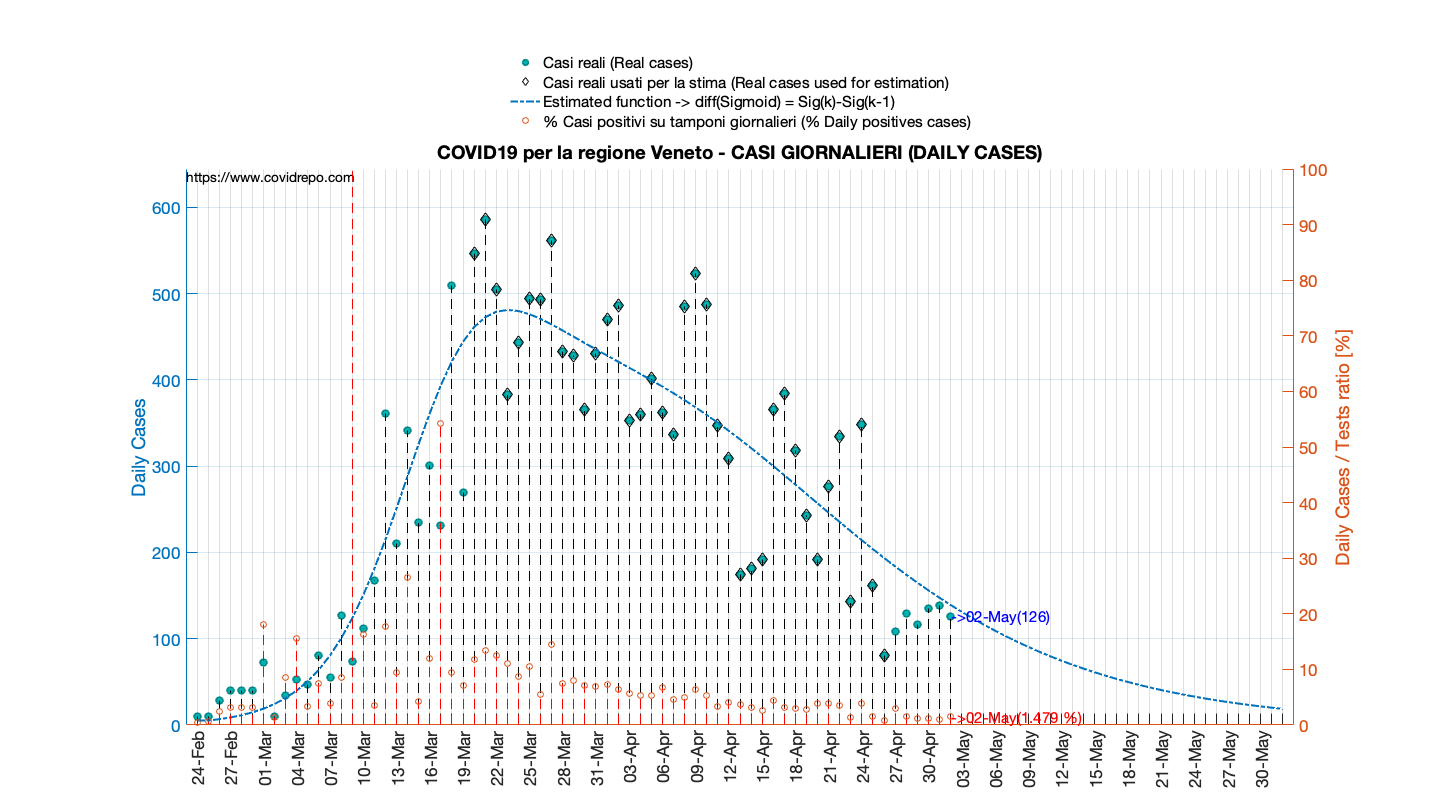 Casi reali (Real cases)
Casi reali usati per la stima (Real cases used for estimation)
Estimated function -> diff(Sigmoid) = Sig(k)-Sig(k-1)
% Casi positivi su tamponi giornalieri (% Daily positives cases)
COVID19 per la regione Veneto - CASI GIORNALIERI (DAILY CASES)
https://www.covidrepo.com
Daily Cases
600
500
400
300
200
100
0
100
90
80
70
60
50
40
30
20
10
0
Daily Cases / Tests ratio [%]
->02-May(126)
->02-May(1.479 %)
24-Feb
27-Feb
01-Mar
04-Mar
07-Mar
10-Mar
13-Mar
16-Mar
19-Mar
22-Mar
25-Mar
28-Mar
31-Mar
03-Apr
06-Apr
09-Apr
12-Apr
15-Apr
18-Apr
21-Apr
24-Apr
27-Apr
30-Apr
03-May
06-May
09-May
12-May
15-May
18-May
21-May
24-May
27-May
30-May